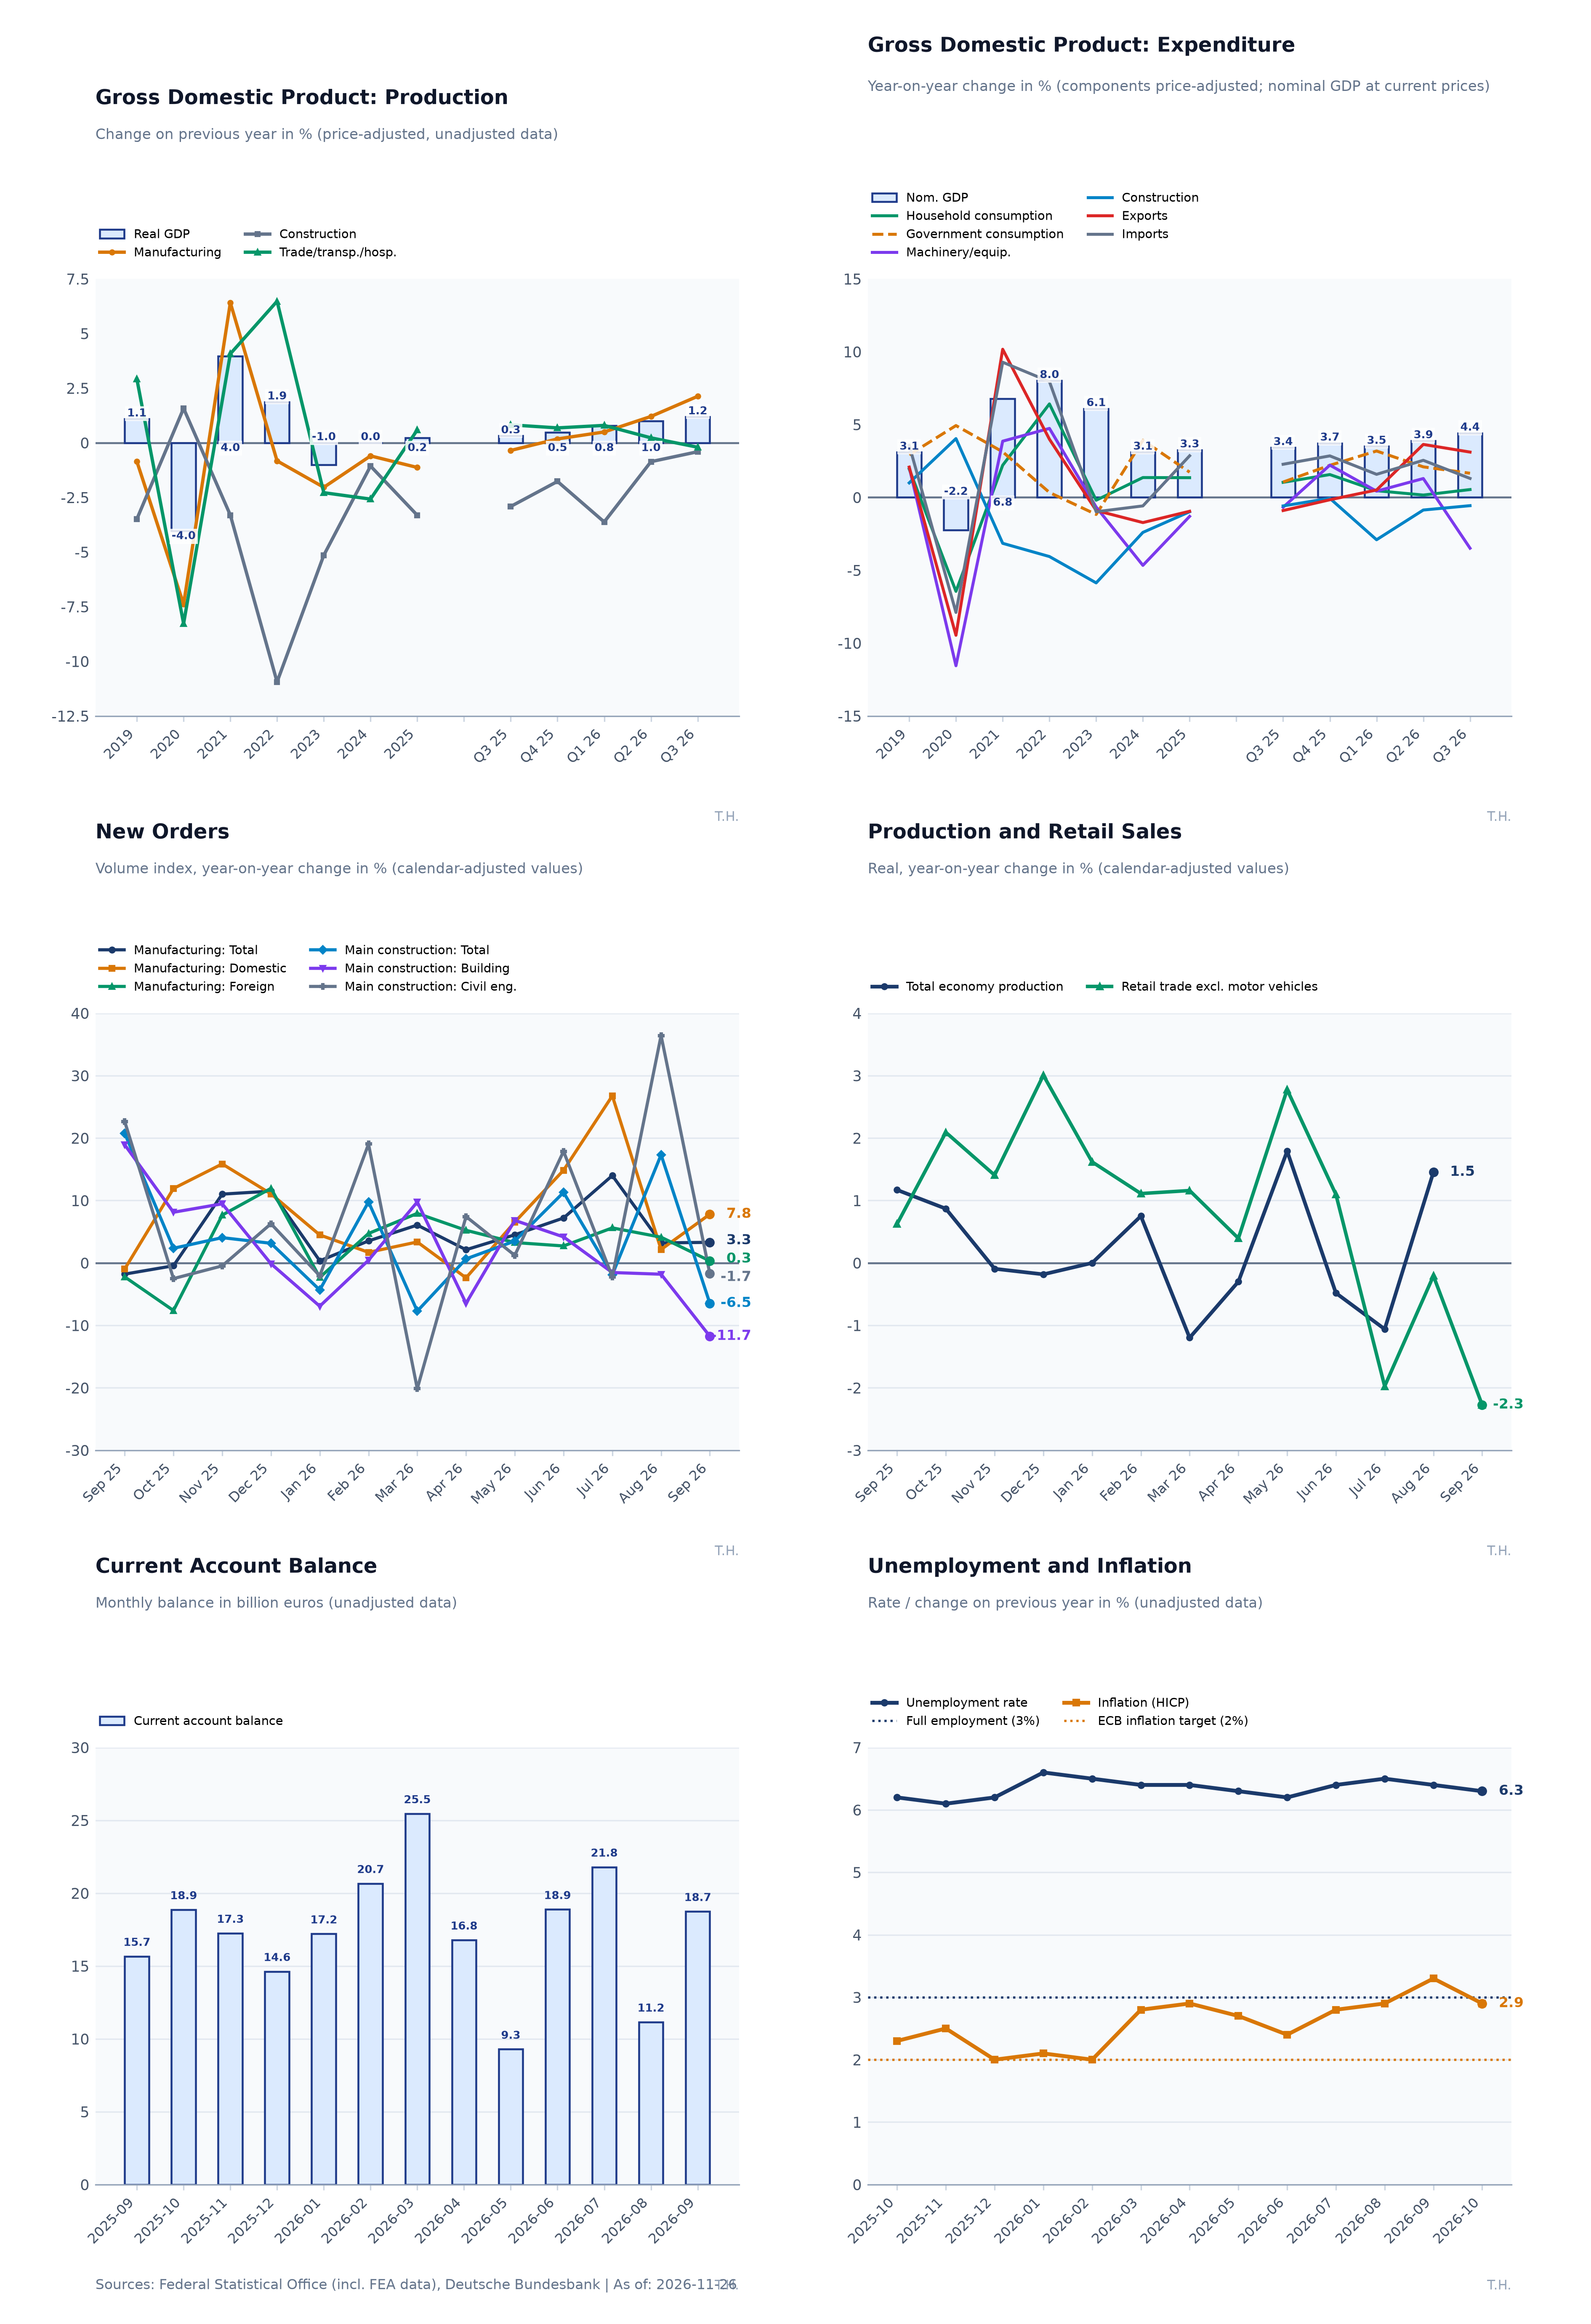 Gross Domestic Product: Production
Change on previous year in % (price-adjusted, unadjusted data)
Real GDP
Manufacturing
Construction
Trade/transp./hosp.
7.5
5
2.5
0
-2.5
-5
-7.5
-10
-12.5
1.1
-4.0
4.0
1.9
-1.0
0.0
0.2
0.3
0.5
0.8
1.0
1.2
2019
2020
2021
2022
2023
2024
2025
Q3 25
Q4 25
Q1 26
Q2 26
Q3 26
T.H.
Gross Domestic Product: Expenditure
Year-on-year change in % (components price-adjusted; nominal GDP at current prices)
Nom. GDP
Household consumption
Government consumption
Machinery/equip.
Construction
Exports
Imports
15
10
5
0
-5
-10
-15
3.1
-2.2
6.8
8.0
6.1
3.1
3.3
3.4
3.7
3.5
3.9
4.4
2019
2020
2021
2022
2023
2024
2025
Q3 25
Q4 25
Q1 26
Q2 26
Q3 26
T.H.
New Orders
Volume index, year-on-year change in % (calendar-adjusted values)
Manufacturing: Total
Manufacturing: Domestic
Manufacturing: Foreign
Main construction: Total
Main construction: Building
Main construction: Civil eng.
40
30
20
10
0
-10
-20
-30
7.8
3.3
0.3
-1.7
-6.5
-11.7
Sep 25
Oct 25
Nov 25
Dec 25
Jan 26
Feb 26
Mar 26
Apr 26
May 26
Jun 26
Jul 26
Aug 26
Sep 26
T.H.
Production and Retail Sales
Real, year-on-year change in % (calendar-adjusted values)
Total economy production
Retail trade excl. motor vehicles
4
3
2
1
0
-1
-2
-3
1.5
-2.3
Sep 25
Oct 25
Nov 25
Dec 25
Jan 26
Feb 26
Mar 26
Apr 26
May 26
Jun 26
Jul 26
Aug 26
Sep 26
T.H.
Current Account Balance
Monthly balance in billion euros (unadjusted data)
Current account balance
30
25
20
15
10
5
0
15.7
18.9
17.3
14.6
17.2
20.7
25.5
16.8
9.3
18.9
21.8
11.2
18.7
2025-09
2025-10
2025-11
2025-12
2026-01
2026-02
2026-03
2026-04
2026-05
2026-06
2026-07
2026-08
2026-09
Sources: Federal Statistical Office (incl. FEA data), Deutsche Bundesbank | As of: 2026-11-26
T.H.
Unemployment and Inflation
Rate / change on previous year in % (unadjusted data)
Unemployment rate
Full employment (3%)
Inflation (HICP)
ECB inflation target (2%)
7
6
5
4
3
2
1
0
6.3
2.9
2025-10
2025-11
2025-12
2026-01
2026-02
2026-03
2026-04
2026-05
2026-06
2026-07
2026-08
2026-09
2026-10
T.H.